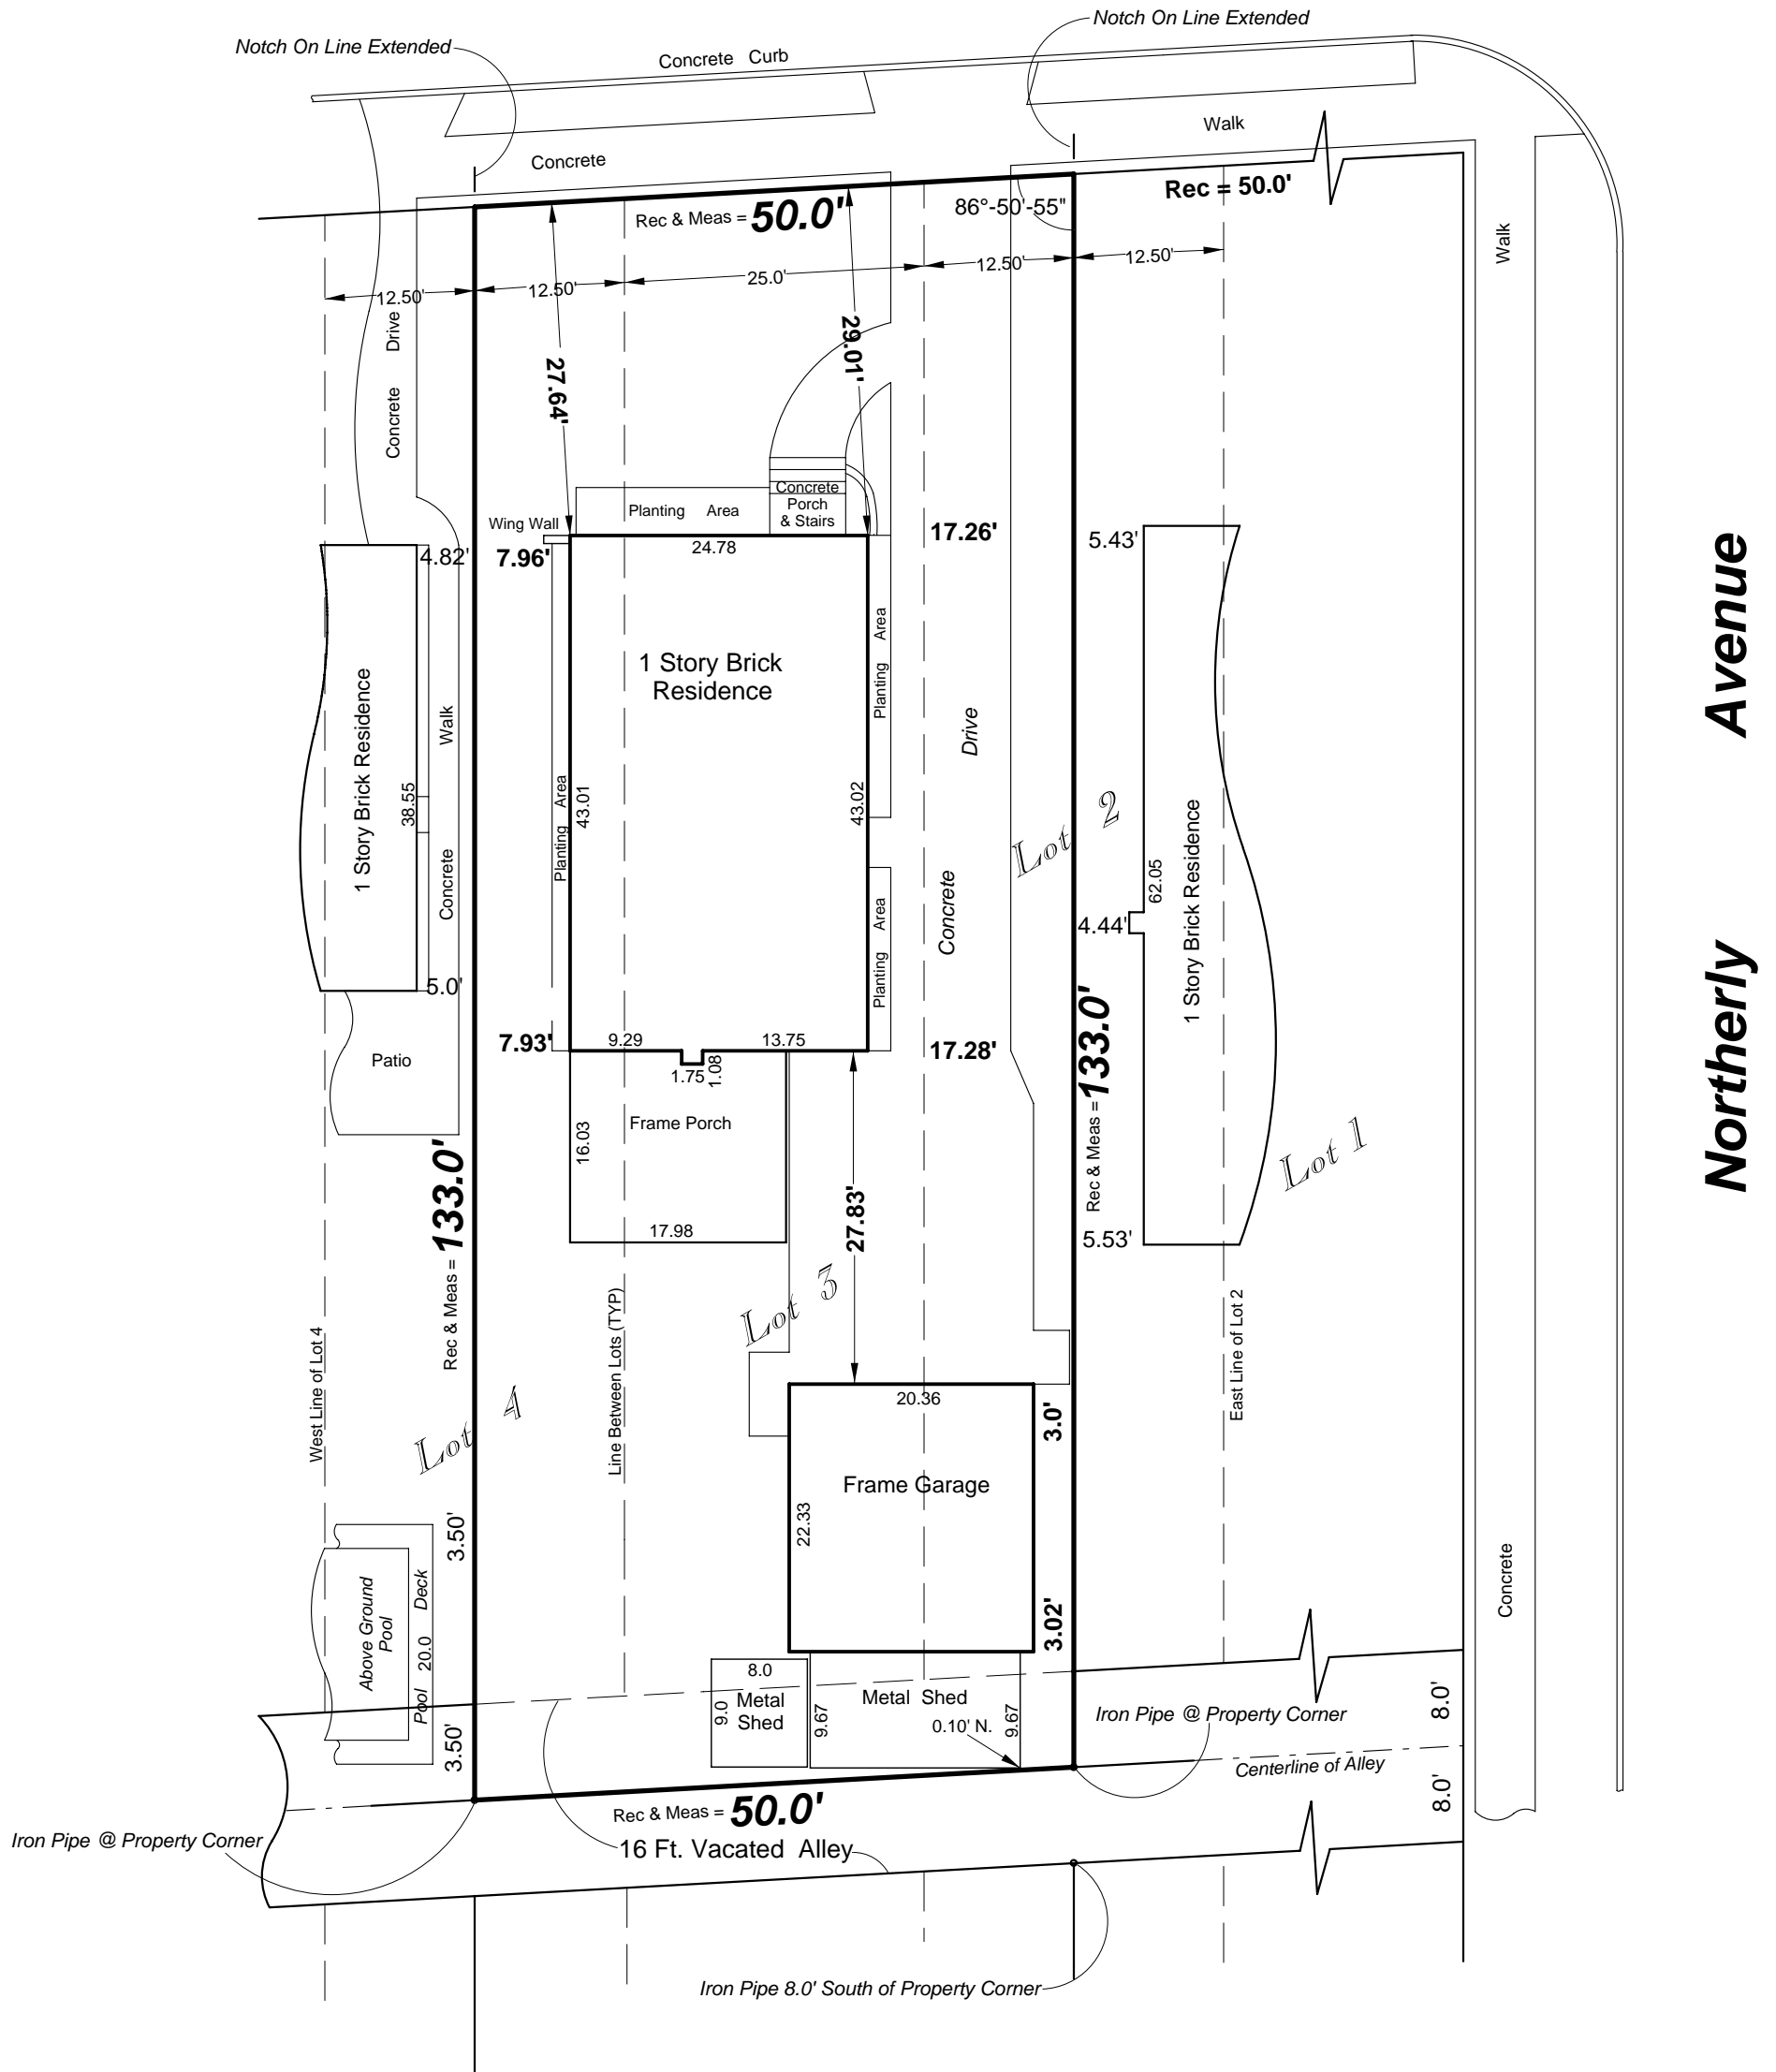 Notch On Line Extended
Notch On Line Extended
Concrete Curb
Walk
Concrete
Rec = 50.0'
Rec & Meas = 50.0'
86°-50'-55"
12.50'
12.50'
25.0'
12.50'
12.50'
Walk
Concrete Drive
27.64'
29.01'
Concrete
Porch
& Stairs
Planting Area
Wing Wall
24.78
17.26'
5.43'
4.82'
7.96'
1 Story Brick
Residence
Planting Area
Drive
Concrete
1 Story Brick Residence
38.55
Walk
Concrete
Planting Area
43.01
43.02
Planting Area
Lot 2
62.05
4.44'
1 Story Brick Residence
5.0'
7.93'
9.29
13.75
1.75
1.08
17.28'
Rec & Meas = 133.0'
Patio
Frame Porch
16.03
17.98
27.83'
5.53'
Lot 1
Northerly Avenue
Rec & Meas = 133.0'
Lot 3
West Line of Lot 4
Line Between Lots (TYP)
East Line of Lot 2
Lot 4
20.36
3.0'
Frame Garage
22.33
3.50'
Above Ground
Pool
Pool 20.0 Deck
3.02'
Concrete
3.50'
8.0
9.0
Metal
Shed
9.67
Metal Shed
0.10' N.
9.67
Iron Pipe @ Property Corner
8.0'
Centerline of Alley
8.0'
Rec & Meas = 50.0'
Iron Pipe @ Property Corner
16 Ft. Vacated Alley
Iron Pipe 8.0' South of Property Corner